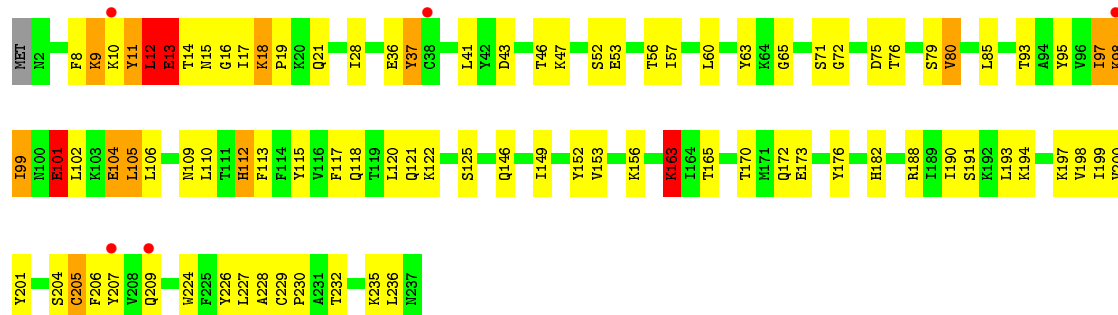 MET N2 F8 K9 K10 Y11 L12 E13 T14 N15 G16 I17 K18 P19 K20 Q21 I28 E36 Y37 C38 L41 Y42 D43 T46 K47 S52 E53 T56 I57 L60 Y63 K64 G65 S71 G72 D75 T76 S79 V80 L85 T93 A94 Y95 V96 I97 K98
I99 N100 E101 L102 K103 E104 L105 L106 N109 L110 T111 H112 F113 F114 Y115 V116 F117 Q118 T119 L120 Q121 K122 S125 Q146 I149 Y152 V153 K156 K163 I164 T165 T170 M171 Q172 E173 Y176 H182 R188 I189 I190 S191 K192 L193 K194 K197 V198 I199 V200
Y201 S204 C205 F206 Y207 V208 Q209 W224 F225 Y226 L227 A228 C229 P230 A231 T232 K235 L236 N237